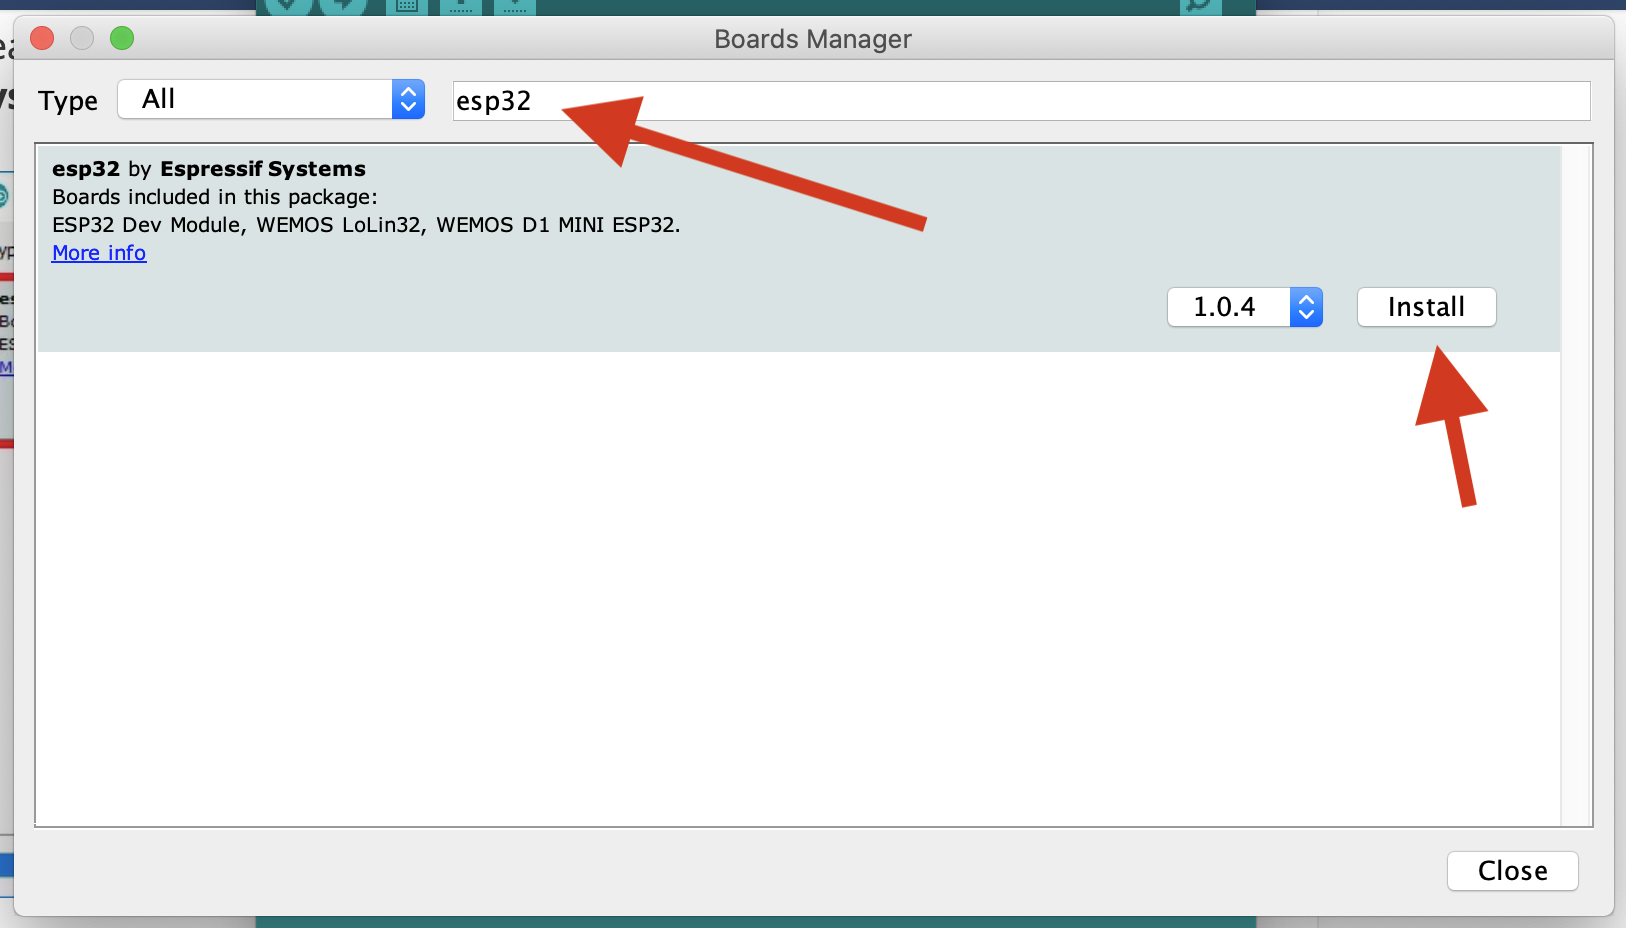 Boards Manager
Type All esp32
esp32 by Espressif Systems
Boards included in this package:
ESP32 Dev Module, WEMOS LoLin32, WEMOS D1 MINI ESP32.
More info
1.0.4 Install
Close